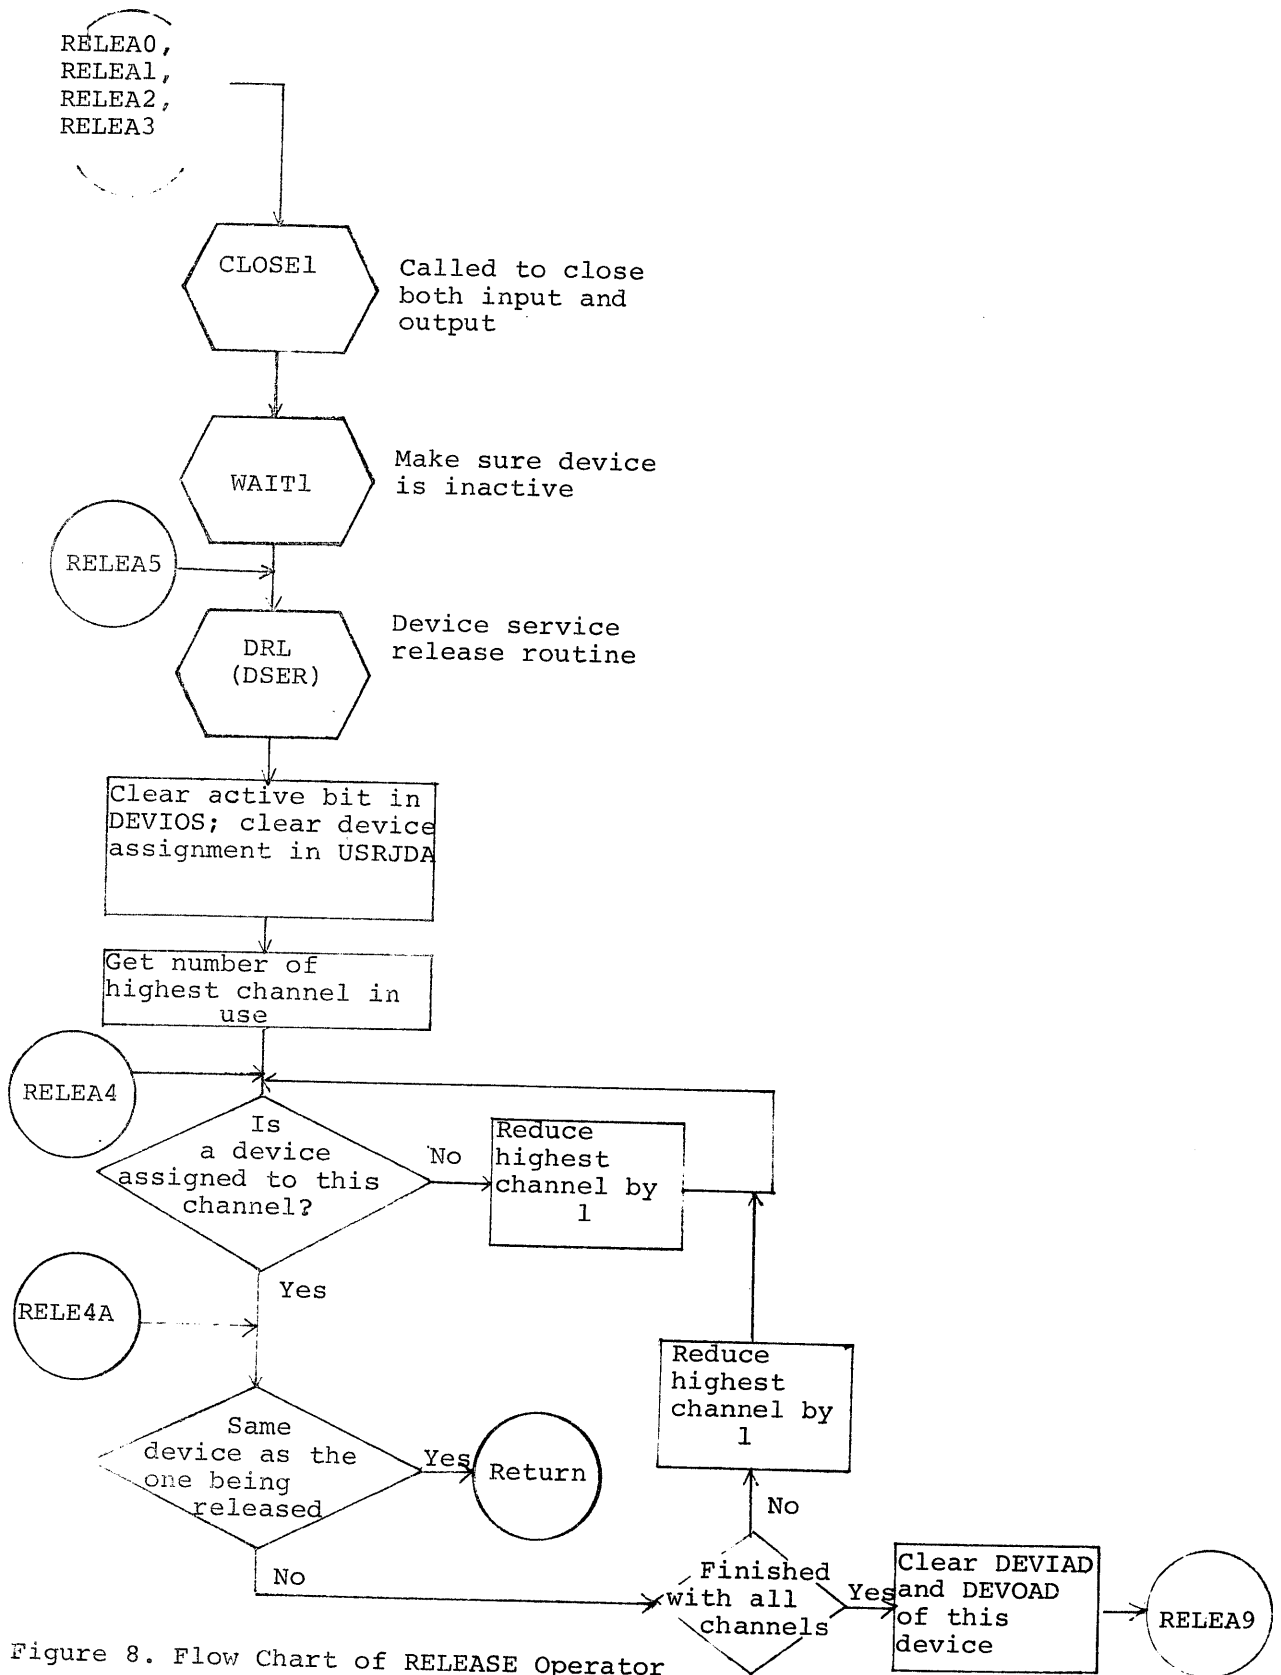 RELEA0,
RELEA1,
RELEA2,
RELEA3
CLOSE1
Called to close
both input and
output
WAIT1
Make sure device
is inactive
RELEA5
DRL
(DSER)
Device service
release routine
Clear active bit in
DEVIOS; clear device
assignment in USRJDA
Get number of
highest channel in
use
RELEA4
Is
a device
assigned to this
channel?
No
Reduce
highest
channel by
1
Yes
RELE4A
Same
device as the
one being
released
Yes
Return
Reduce
highest
channel by
1
No
No
Finished
with all
channels
Yes
Clear DEVIAD
and DEVOAD
of this
device
RELEA9
Figure 8. Flow Chart of RELEASE Operator